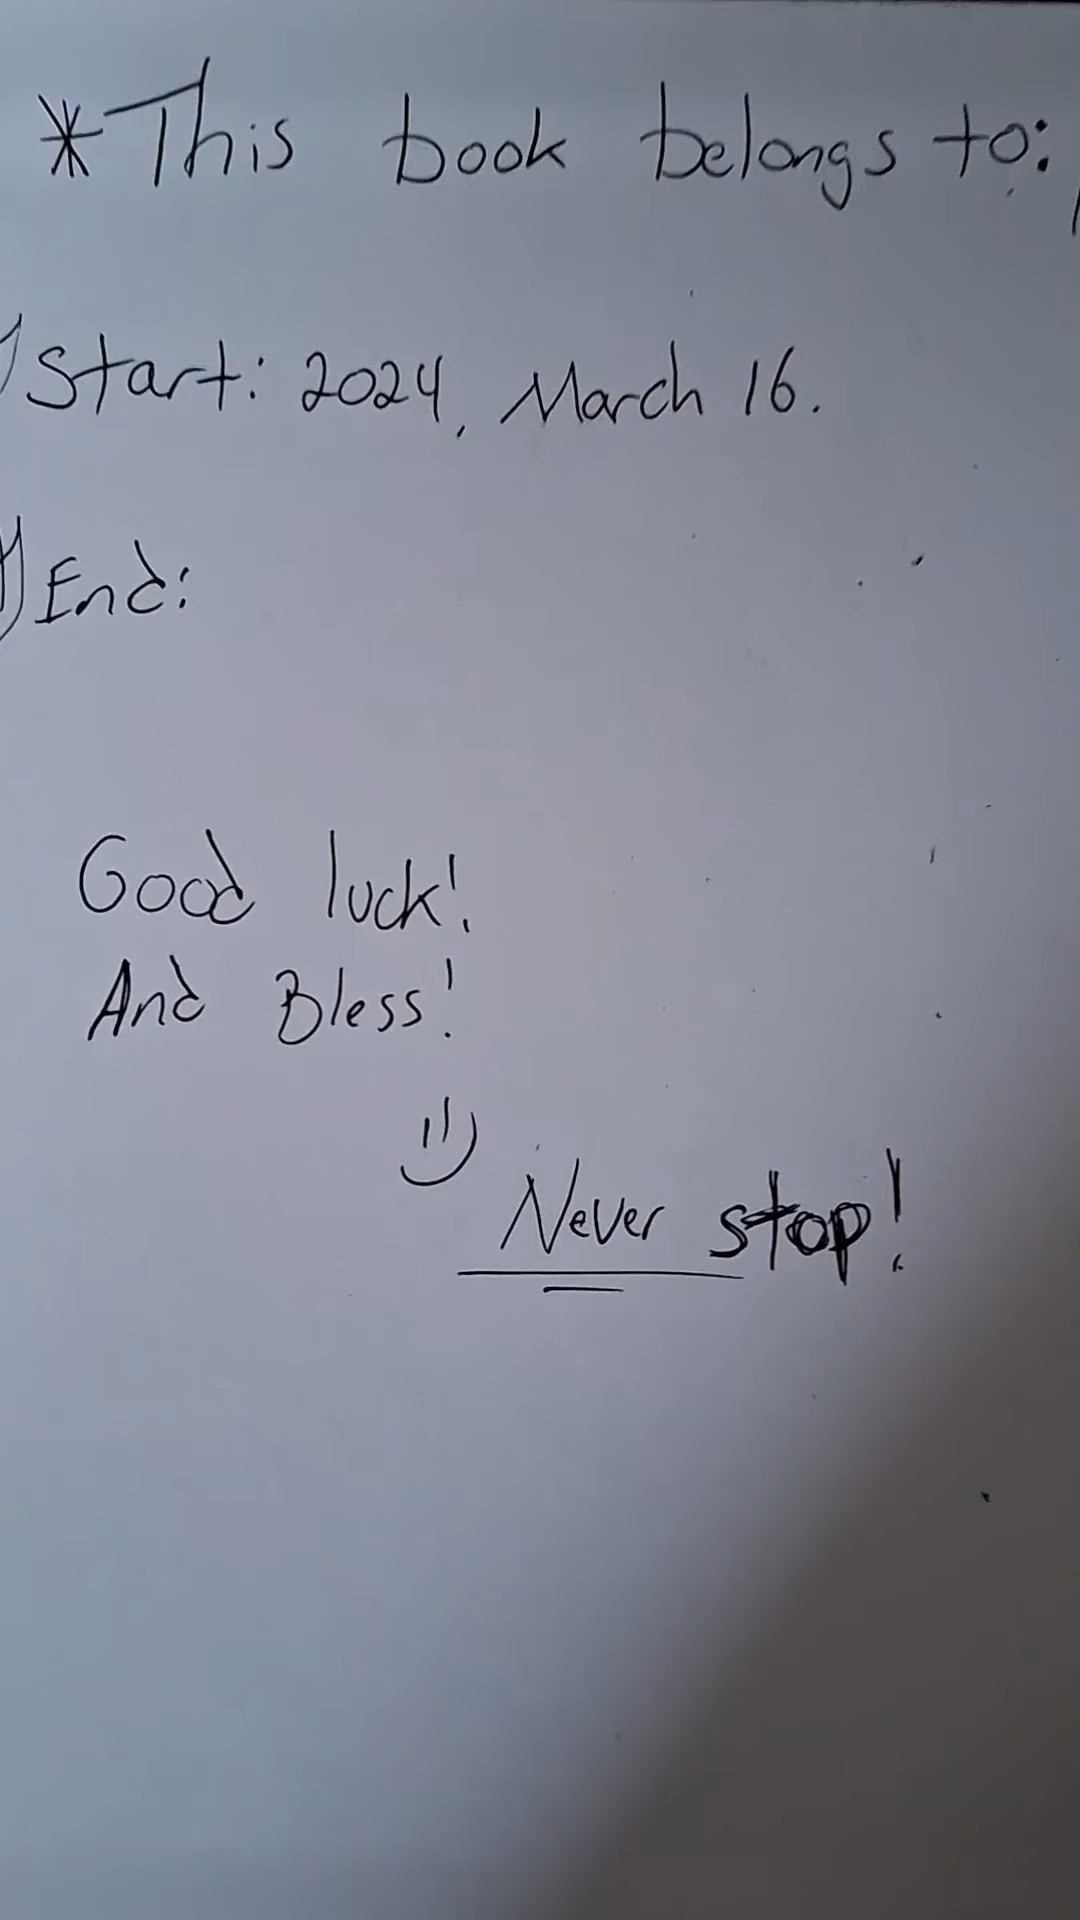 *This book belongs to:
Start: 2024, March 16.
End:
Good luck!
And Bless!
Never stop!